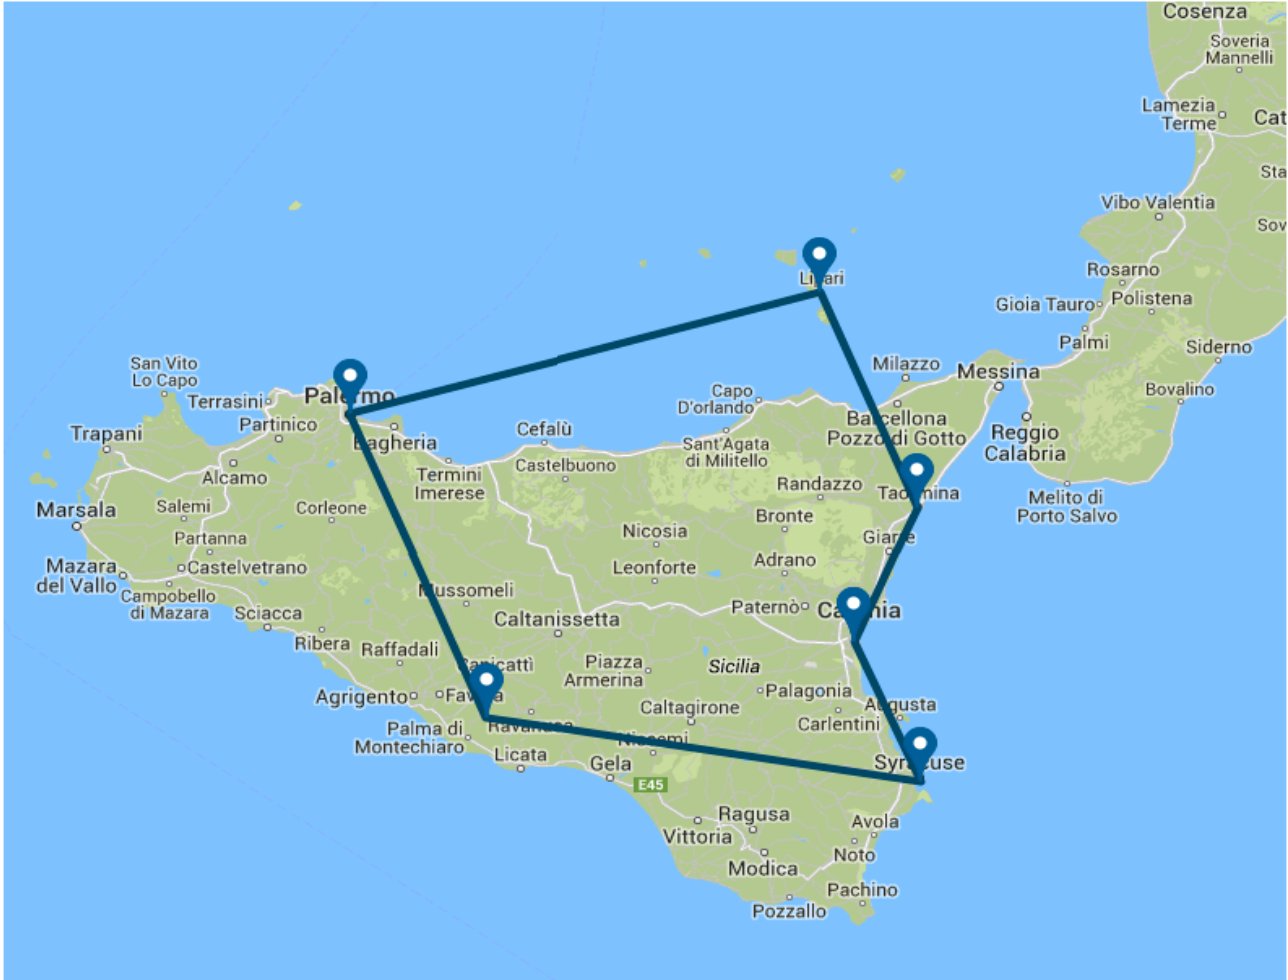 Cosenza
Soveria
Mannelli
Lamezia
Terme
Cat
Sta
Vibo Valentia
Sov
Rosarno
Lipari
Gioia Tauro
Polistena
Palmi
Siderno
San Vito
Lo Capo
Milazzo
Messina
Bovalino
Terrasini
Palermo
Capo
D'orlando
Partinico
Barcellona
Pozzo di Gotto
Trapani
Bagheria
Cefalù
Reggio
Calabria
Sant'Agata
di Militello
Alcamo
Termini
Imerese
Castelbuono
Randazzo
Taormina
Melito di
Porto Salvo
Marsala
Salemi
Corleone
Bronte
Nicosia
Giarre
Partanna
Mazara
del Vallo
Castelvetrano
Leonforte
Adrano
Campobello
di Mazara
Mussomeli
Sciacca
Caltanissetta
Paternò
Catania
Ribera
Raffadali
Canicattì
Piazza
Armerina
Sicilia
Agrigento
Favara
Palagonia
Caltagirone
Augusta
Carlentini
Palma di
Montechiaro
Ravanusa
Niscemi
Licata
Gela
Syracuse
E45
Ragusa
Vittoria
Avola
Noto
Modica
Pachino
Pozzallo